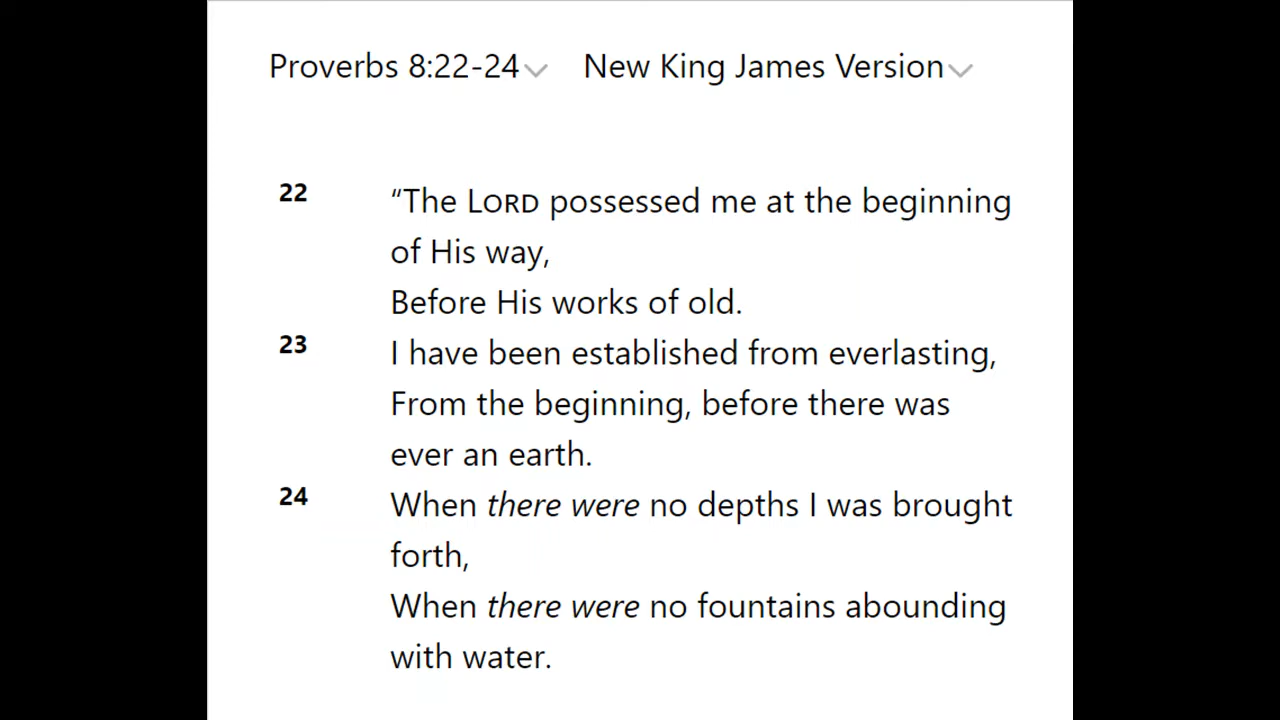 Proverbs 8:22-24 New King James Version
22 “The LORD possessed me at the beginning
of His way,
Before His works of old.
23 I have been established from everlasting,
From the beginning, before there was
ever an earth.
24 When there were no depths I was brought
forth,
When there were no fountains abounding
with water.